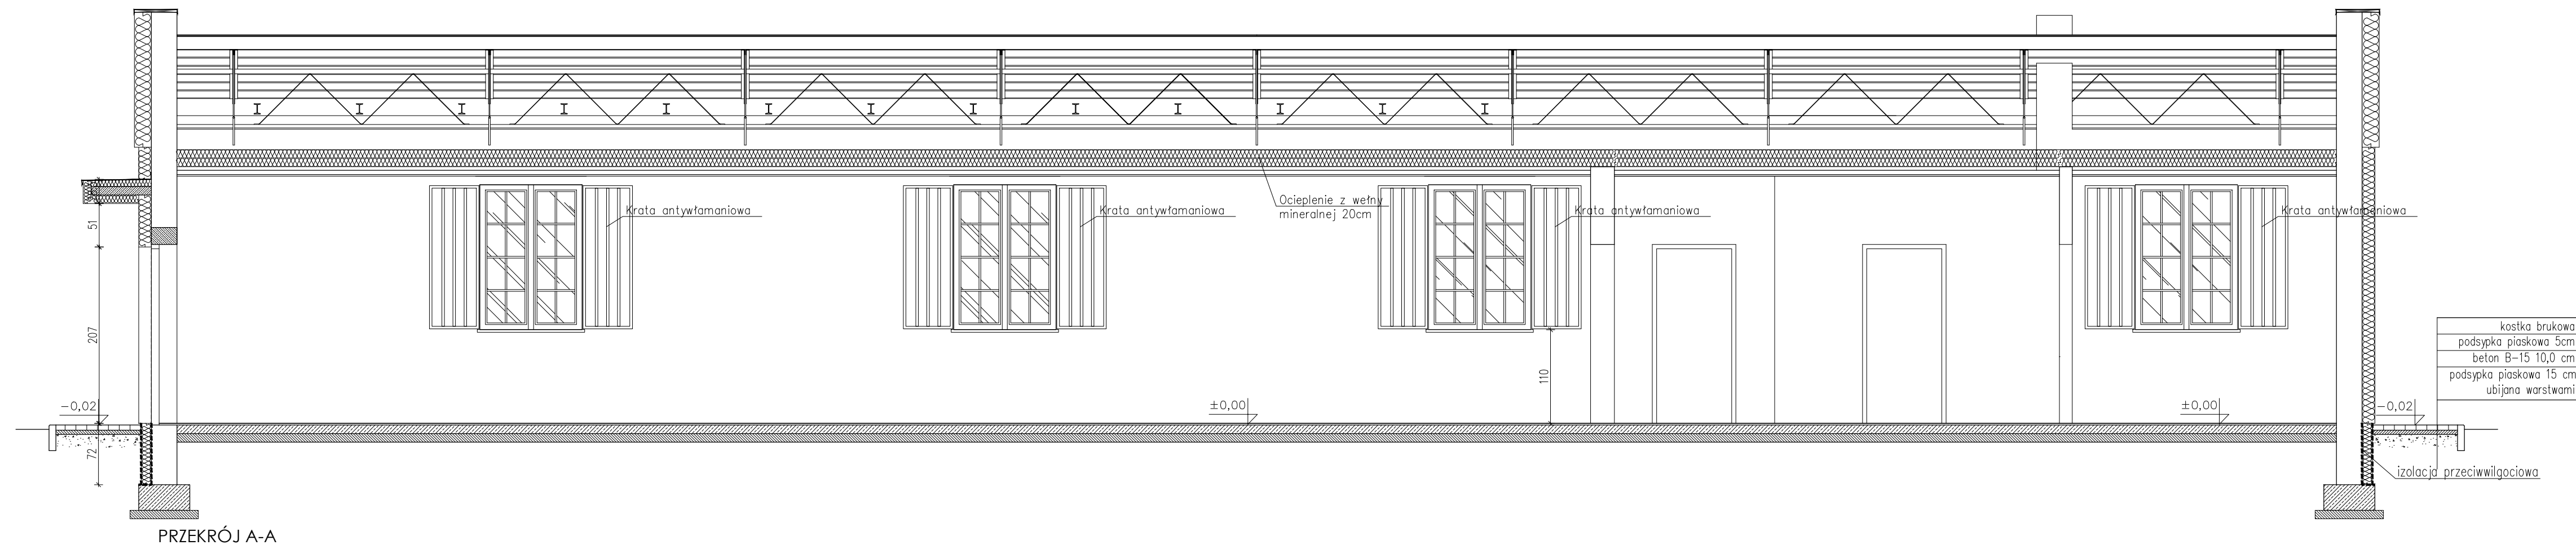 51
207
72
-0,02
Krata antywłamaniowa
Krata antywłamaniowa
Ocieplenie z wełny
mineralnej 20cm
Krata antywłamaniowa
Krata antywłamaniowa
110
±0,00
±0,00
-0,02
kostka brukowa
podsypka piaskowa 5cm
beton B-15 10,0 cm
podsypka piaskowa 15 cm
ubijana warstwami
izolacja przeciwwilgociowa
PRZEKRÓJ A-A